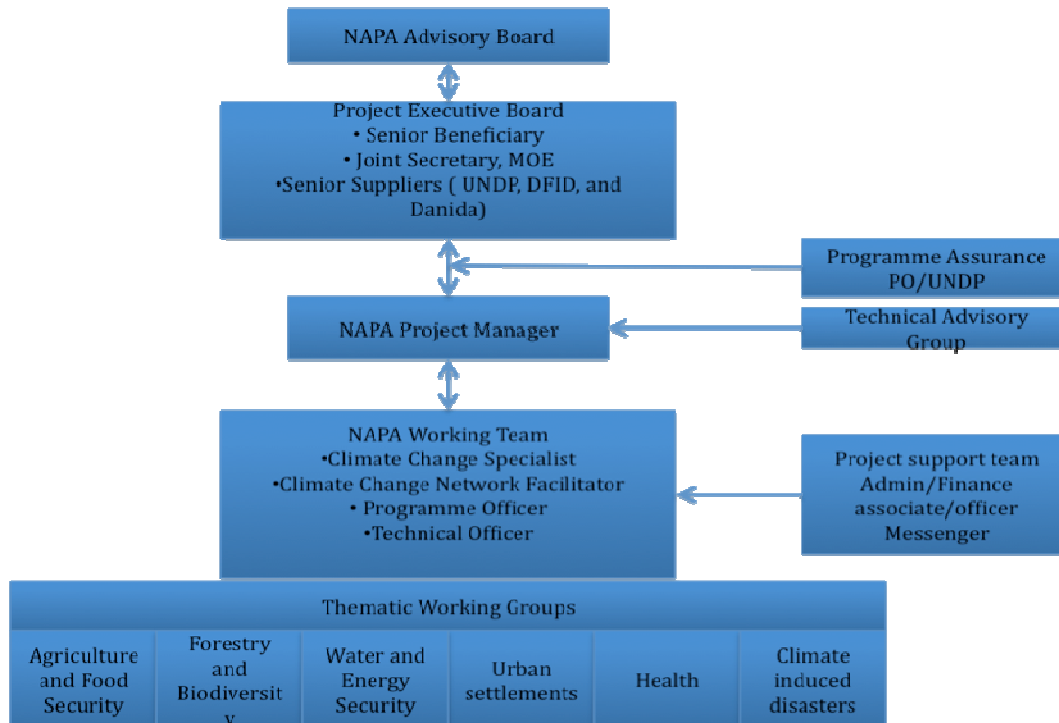 NAPA Advisory Board
Project Executive Board
• Senior Beneficiary
• Joint Secretary, MOE
•Senior Suppliers ( UNDP, DFID, and
Danida)
Programme Assurance
PO/UNDP
NAPA Project Manager
Technical Advisory
Group
NAPA Working Team
•Climate Change Specialist
•Climate Change Network Facilitator
• Programme Officer
•Technical Officer
Project support team
Admin/Finance
associate/officer
Messenger
Thematic Working Groups
Agriculture
and Food
Security
Forestry
and
Biodiversit
y
Water and
Energy
Security
Urban
settlements
Health
Climate
induced
disasters